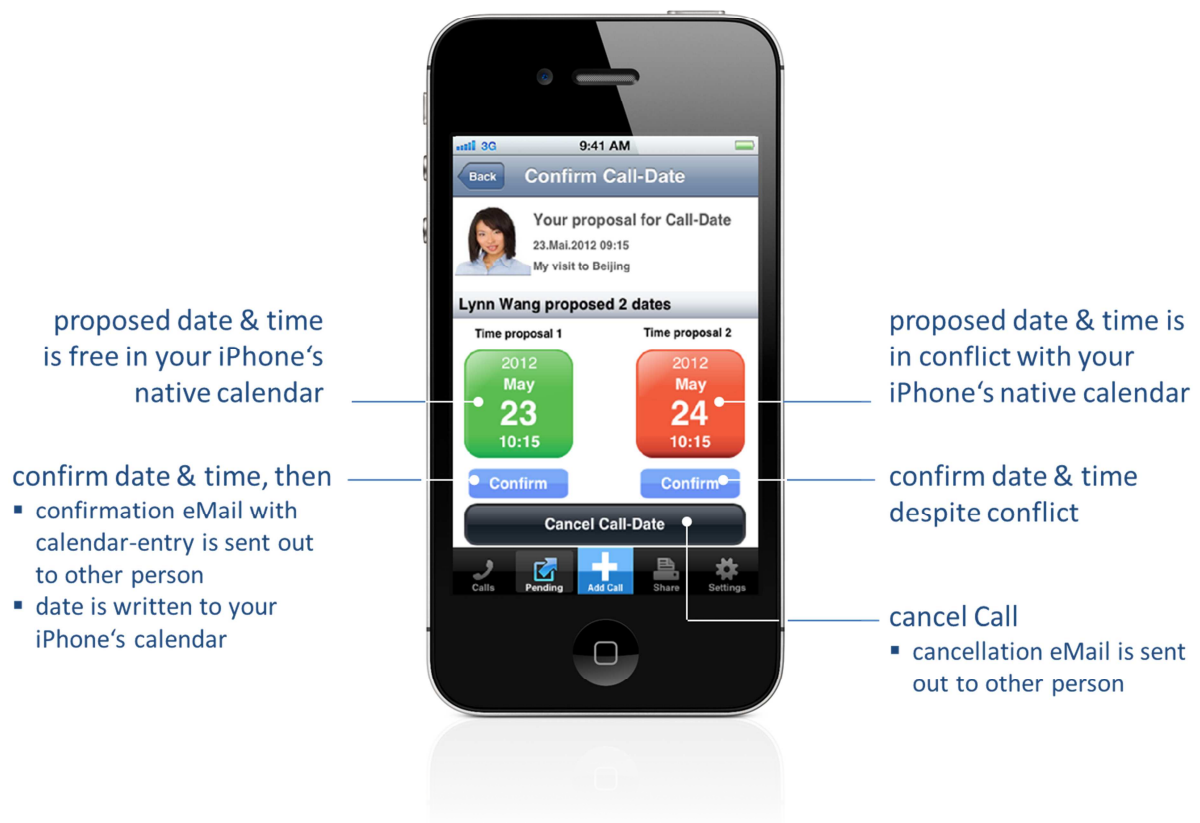 3G 9:41 AM
Back Confirm Call-Date
Your proposal for Call-Date
23.Mai.2012 09:15
My visit to Beijing
Lynn Wang proposed 2 dates
Time proposal 1
Time proposal 2
2012
May
23
10:15
2012
May
24
10:15
Confirm
Confirm
Cancel Call-Date
Calls Pending Add Call Share Settings
proposed date & time
is free in your iPhone‘s
native calendar
confirm date & time, then
▪ confirmation eMail with
calendar-entry is sent out
to other person
▪ date is written to your
iPhone‘s calendar
proposed date & time is
in conflict with your
iPhone‘s native calendar
confirm date & time
despite conflict
cancel Call
▪ cancellation eMail is sent
out to other person